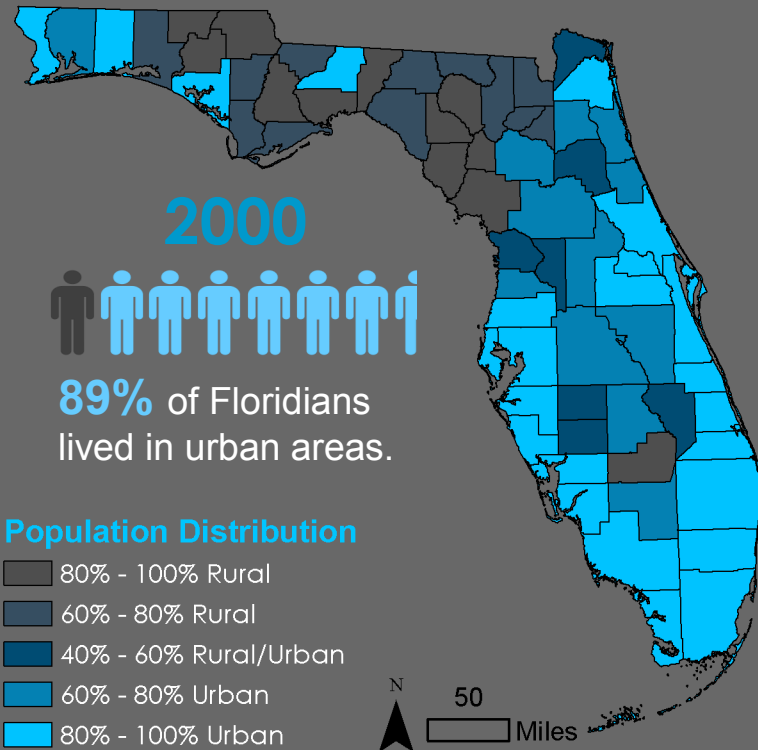 2000
89% of Floridians
lived in urban areas.
Population Distribution
80% - 100% Rural
60% - 80% Rural
40% - 60% Rural/Urban
60% - 80% Urban
80% - 100% Urban
N
50
Miles